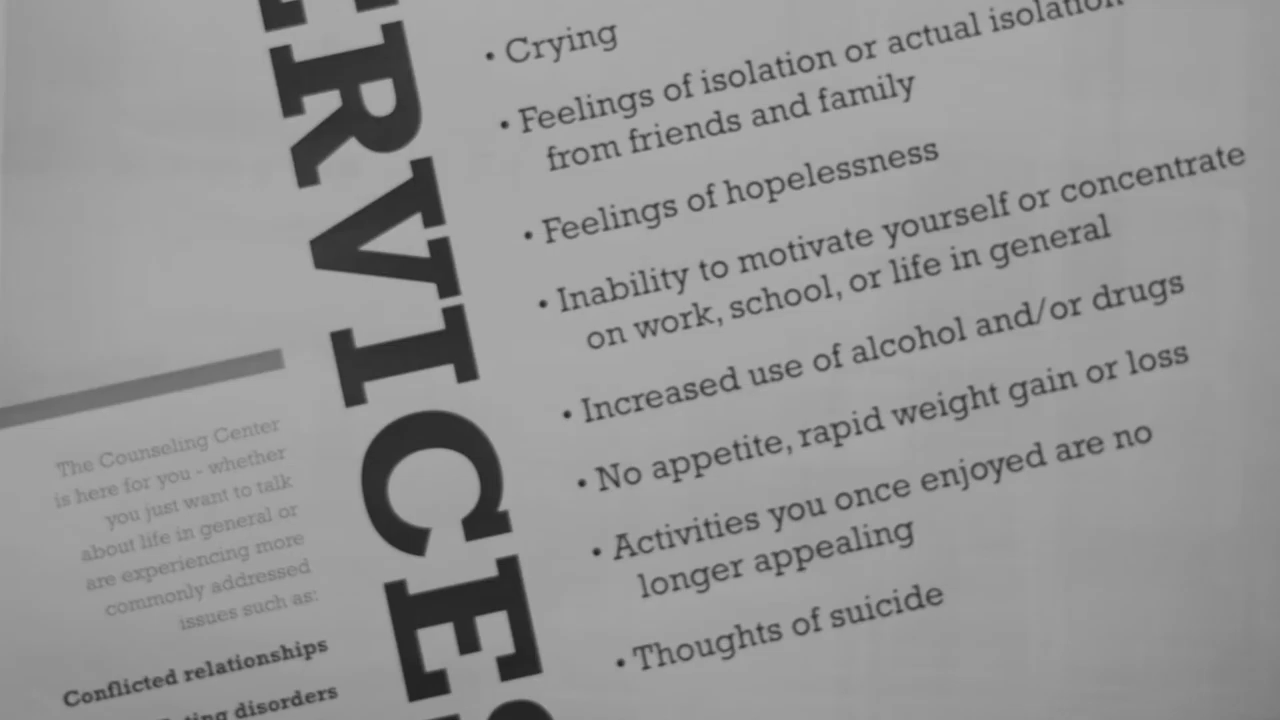 ERVICES
• Crying
• Feelings of isolation or actual isolation
from friends and family
• Feelings of hopelessness
• Inability to motivate yourself or concentrate
on work, school, or life in general
• Increased use of alcohol and/or drugs
• No appetite, rapid weight gain or loss
• Activities you once enjoyed are no
longer appealing
• Thoughts of suicide
The Counseling Center
is here for you - whether
you just want to talk
about life in general or
are experiencing more
commonly addressed
issues such as:
Conflicted relationships
disorders